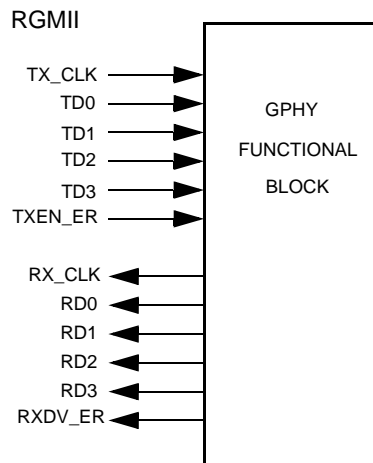 RGMII
TX_CLK
TD0
TD1
TD2
TD3
TXEN_ER
RX_CLK
RD0
RD1
RD2
RD3
RXDV_ER
GPHY
FUNCTIONAL
BLOCK